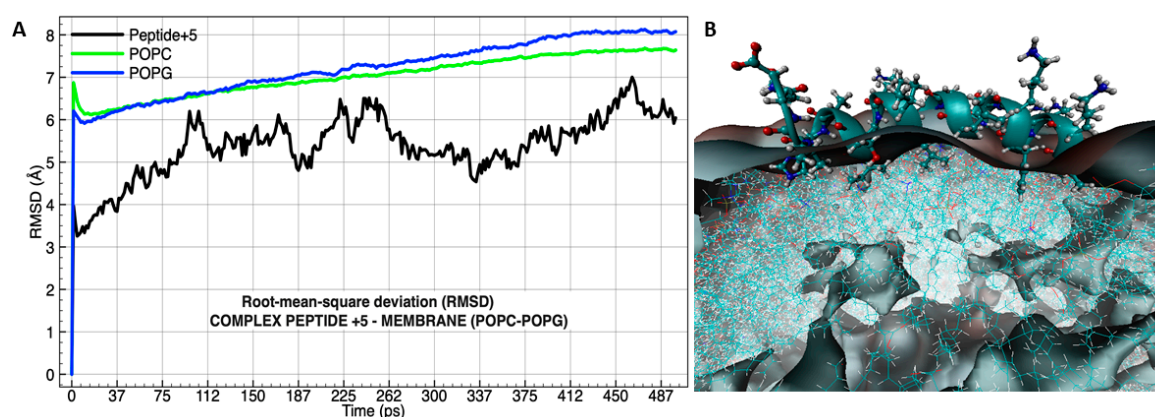 A
B
Peptide+5
POPC
POPG
RMSD (Å)
8
7
6
5
4
3
2
1
0
Root-mean-square deviation (RMSD)
COMPLEX PEPTIDE +5 - MEMBRANE (POPC-POPG)
0 37 75 112 150 187 225 262 300 337 375 412 450 487
Time (ps)